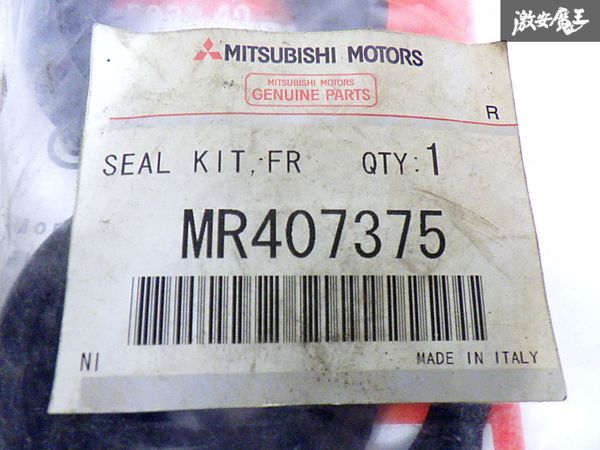 激安魔王
MITSUBISHI MOTORS
MITSUBISHI MOTORS
GENUINE PARTS
R
SEAL KIT, FR QTY: 1
MR407375
NI MADE IN ITALY